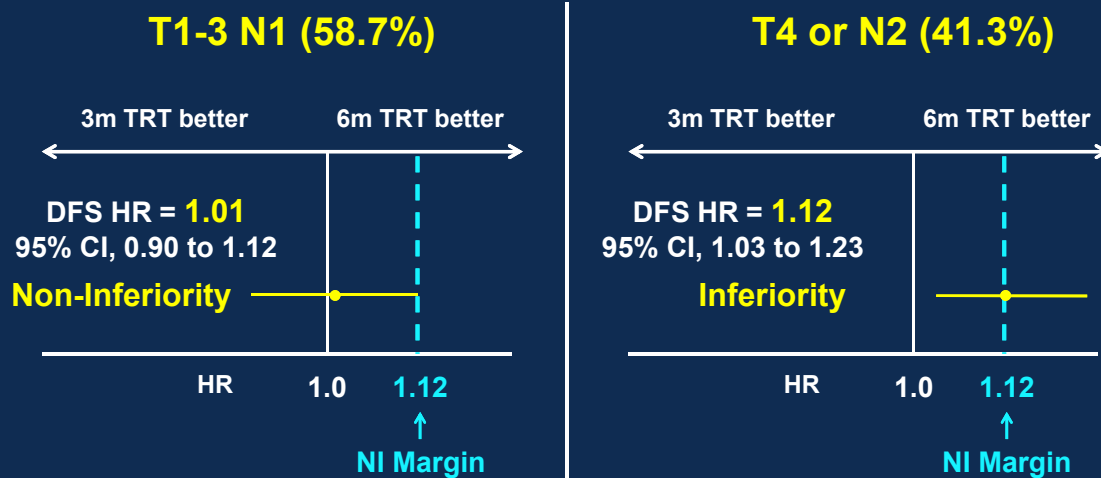 T1-3 N1 (58.7%)
3m TRT better 6m TRT better
DFS HR = 1.01
95% CI, 0.90 to 1.12
Non-Inferiority
HR 1.0 1.12
NI Margin
T4 or N2 (41.3%)
3m TRT better 6m TRT better
DFS HR = 1.12
95% CI, 1.03 to 1.23
Inferiority
HR 1.0 1.12
NI Margin